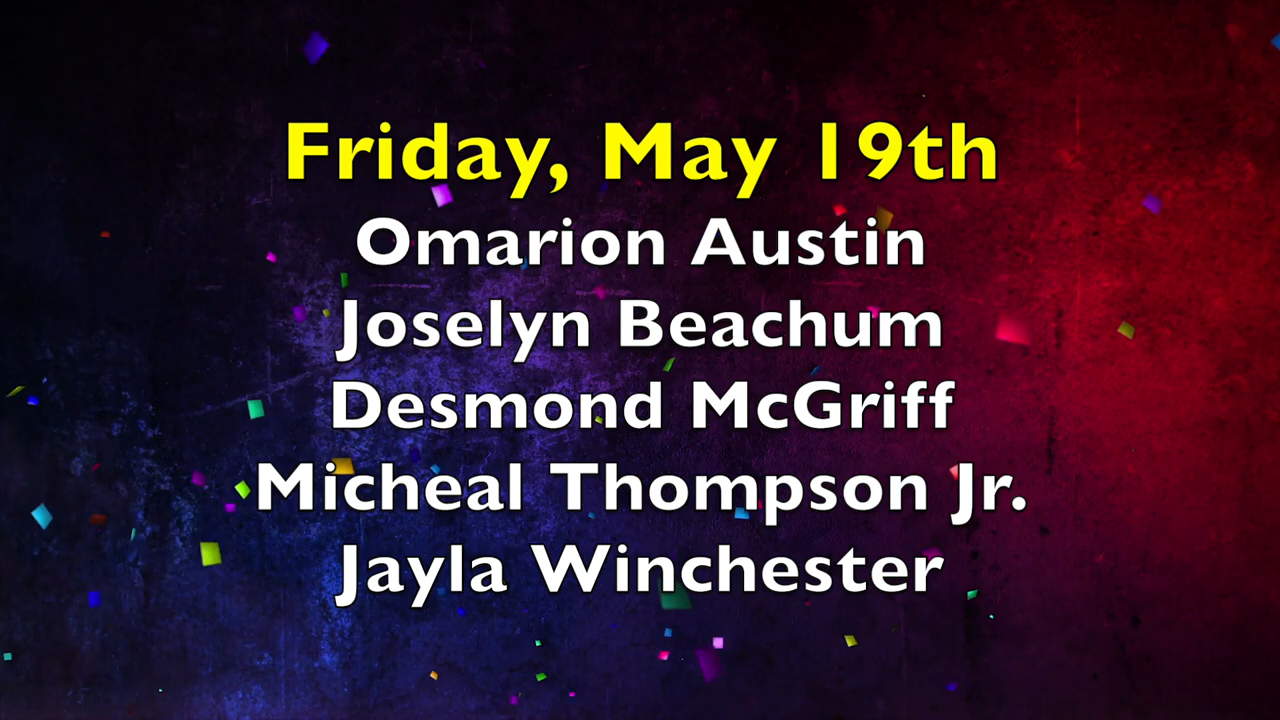 Friday, May 19th
Omarion Austin
Joselyn Beachum
Desmond McGriff
Micheal Thompson Jr.
Jayla Winchester